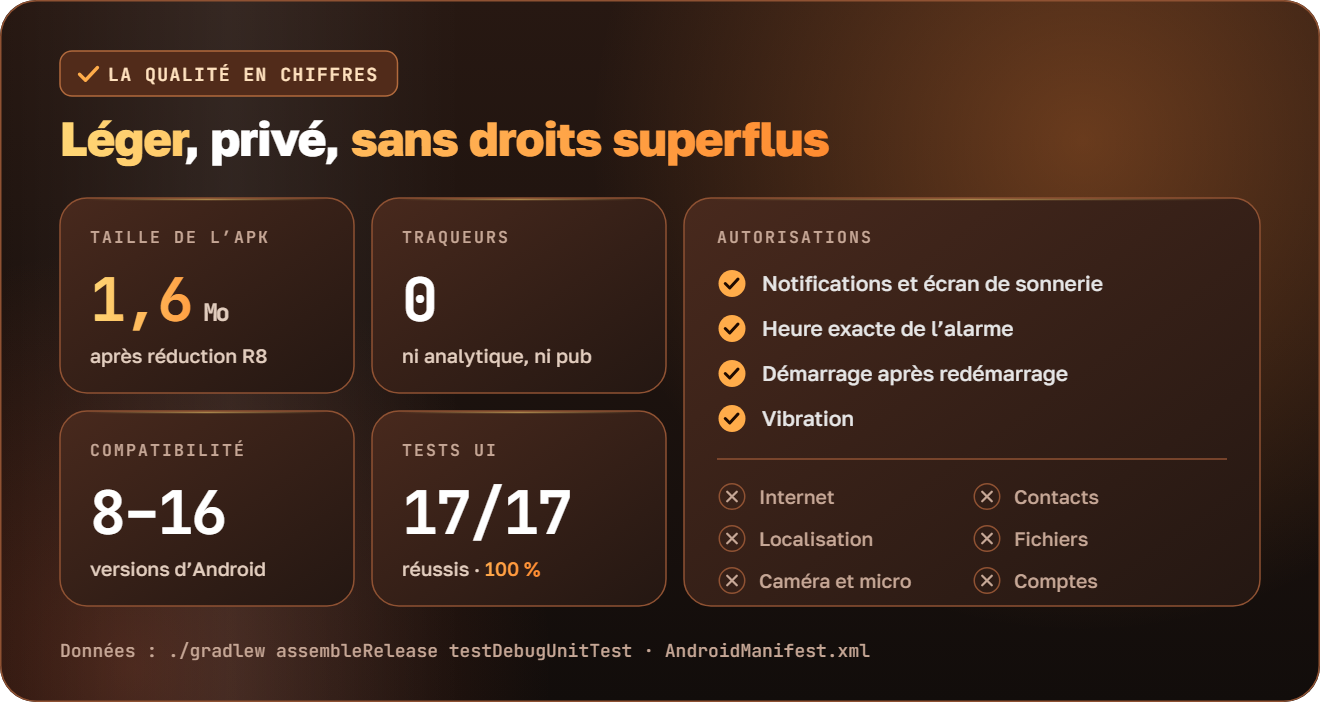 LA QUALITÉ EN CHIFFRES
Léger, privé, sans droits superflus
TAILLE DE L’APK
1,6 Mo
après réduction R8
TRAQUEURS
0
ni analytique, ni pub
COMPATIBILITÉ
8–16
versions d’Android
TESTS UI
17/17
réussis · 100 %
AUTORISATIONS
Notifications et écran de sonnerie
Heure exacte de l’alarme
Démarrage après redémarrage
Vibration
Internet
Contacts
Localisation
Fichiers
Caméra et micro
Comptes
Données : ./gradlew assembleRelease testDebugUnitTest · AndroidManifest.xml